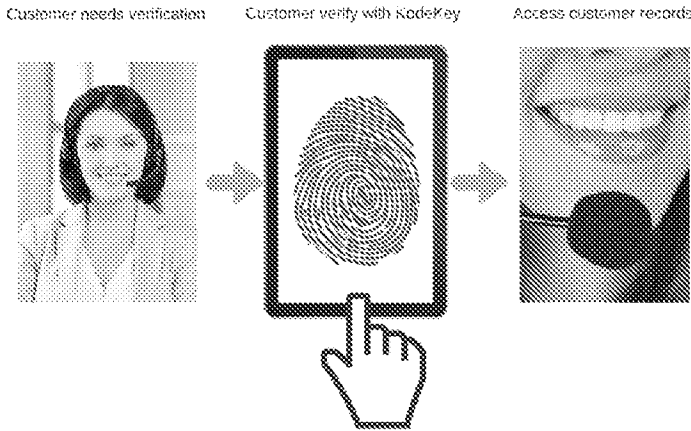 Customer needs verification
Customer verify with KodeKey
Access customer records